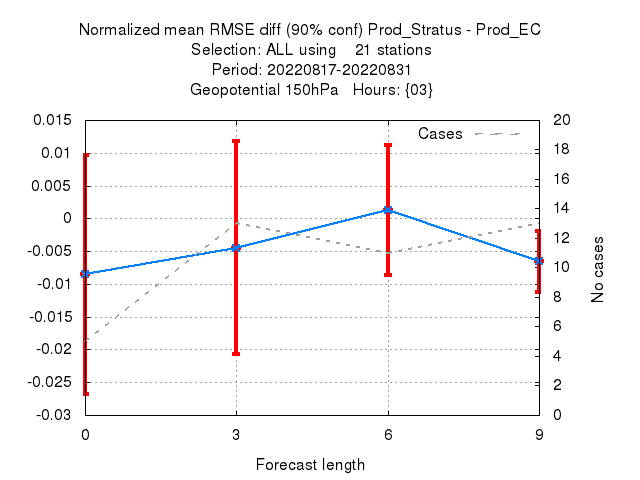 Normalized mean RMSE diff (90% conf) Prod_Stratus - Prod_EC
Selection: ALL using    21 stations
Period: 20220817-20220831
Geopotential 150hPa   Hours: {03}
Cases
0.015
0.01
0.005
0
-0.005
-0.01
-0.015
-0.02
-0.025
-0.03
20
18
16
14
12
10
8
6
4
2
0
No cases
0 3 6 9
Forecast length